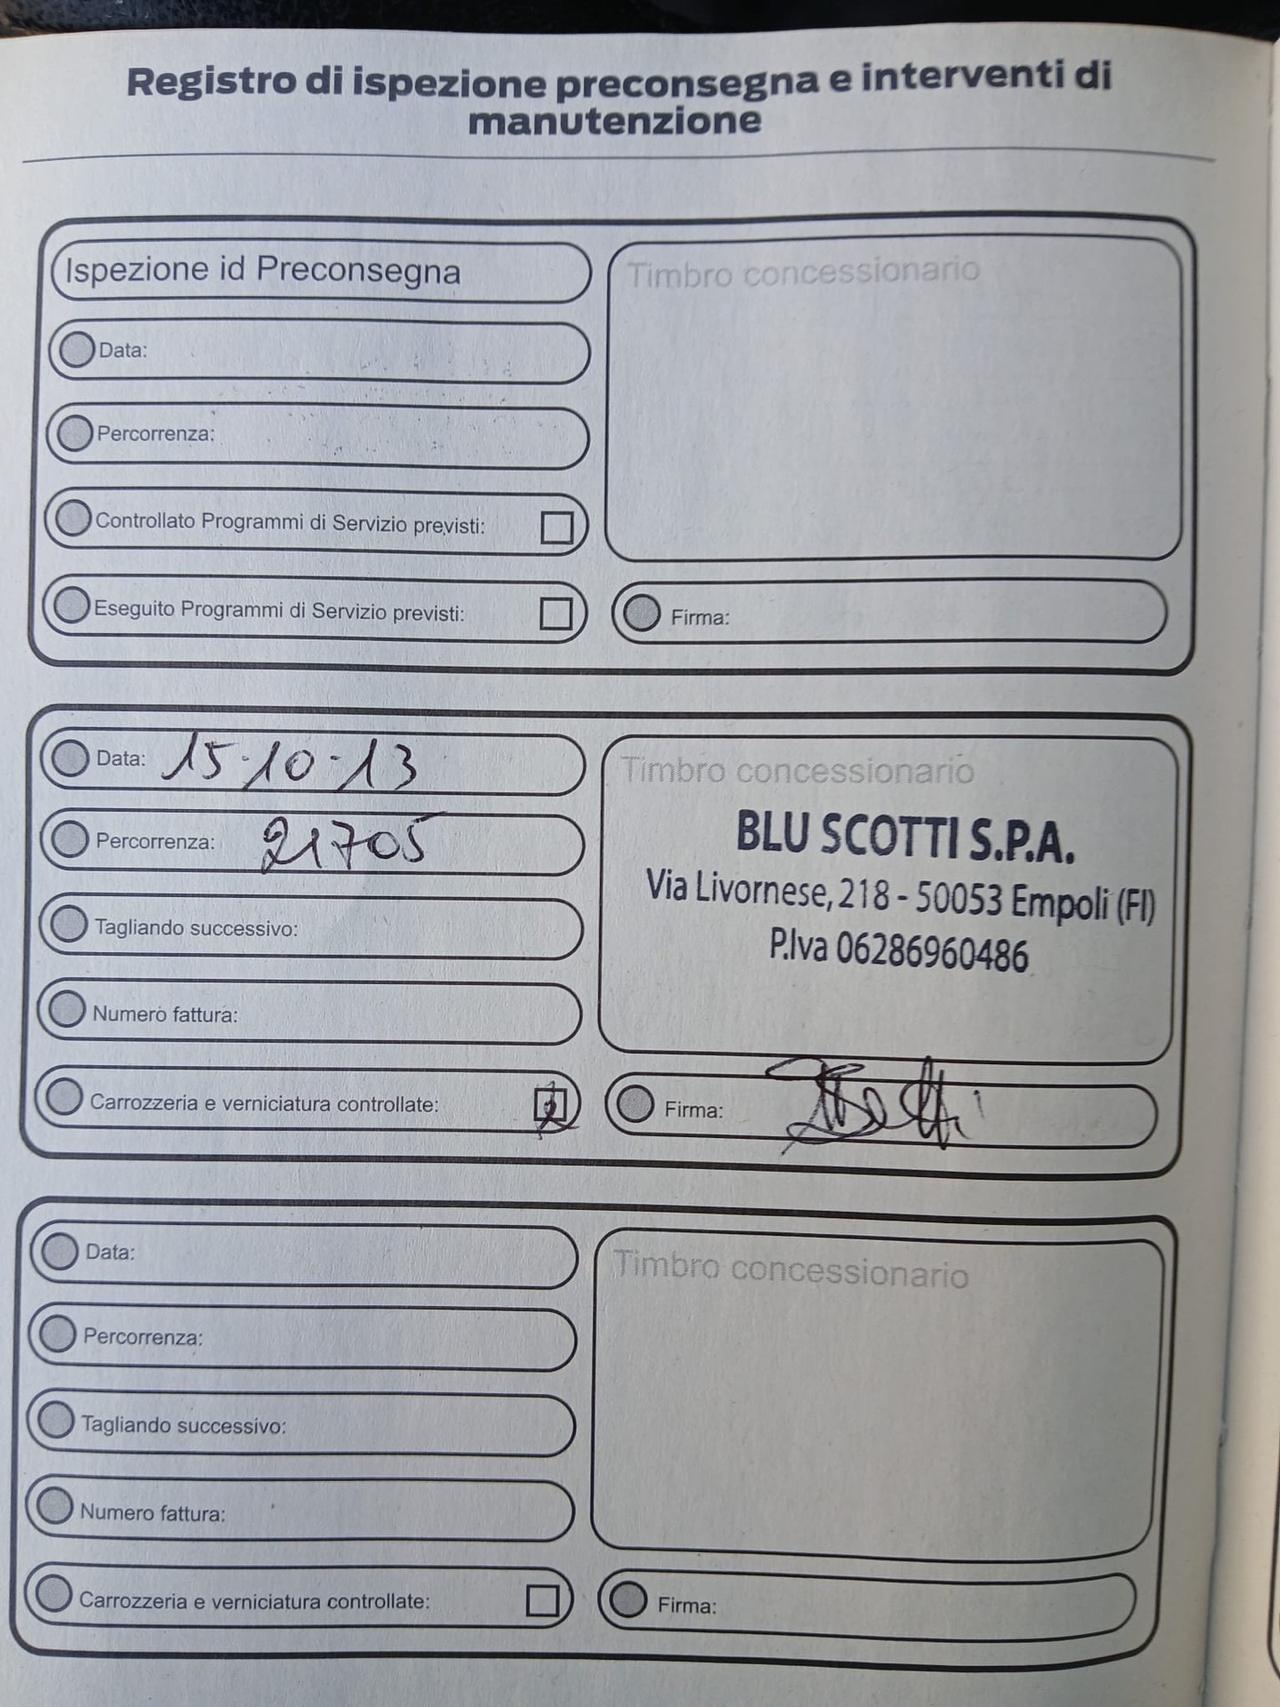 Registro di ispezione preconsegna e interventi di
manutenzione
Ispezione id Preconsegna
Data:
Percorrenza:
Controllato Programmi di Servizio previsti:
Eseguito Programmi di Servizio previsti:
Timbro concessionario
Firma:
Data: 15-10-13
Percorrenza: 21705
Tagliando successivo:
Numero fattura:
Carrozzeria e verniciatura controllate:
Timbro concessionario
BLU SCOTTI S.P.A.
Via Livornese, 218 - 50053 Empoli (FI)
P.Iva 06286960486
Firma:
Data:
Percorrenza:
Tagliando successivo:
Numero fattura:
Carrozzeria e verniciatura controllate:
Timbro concessionario
Firma: